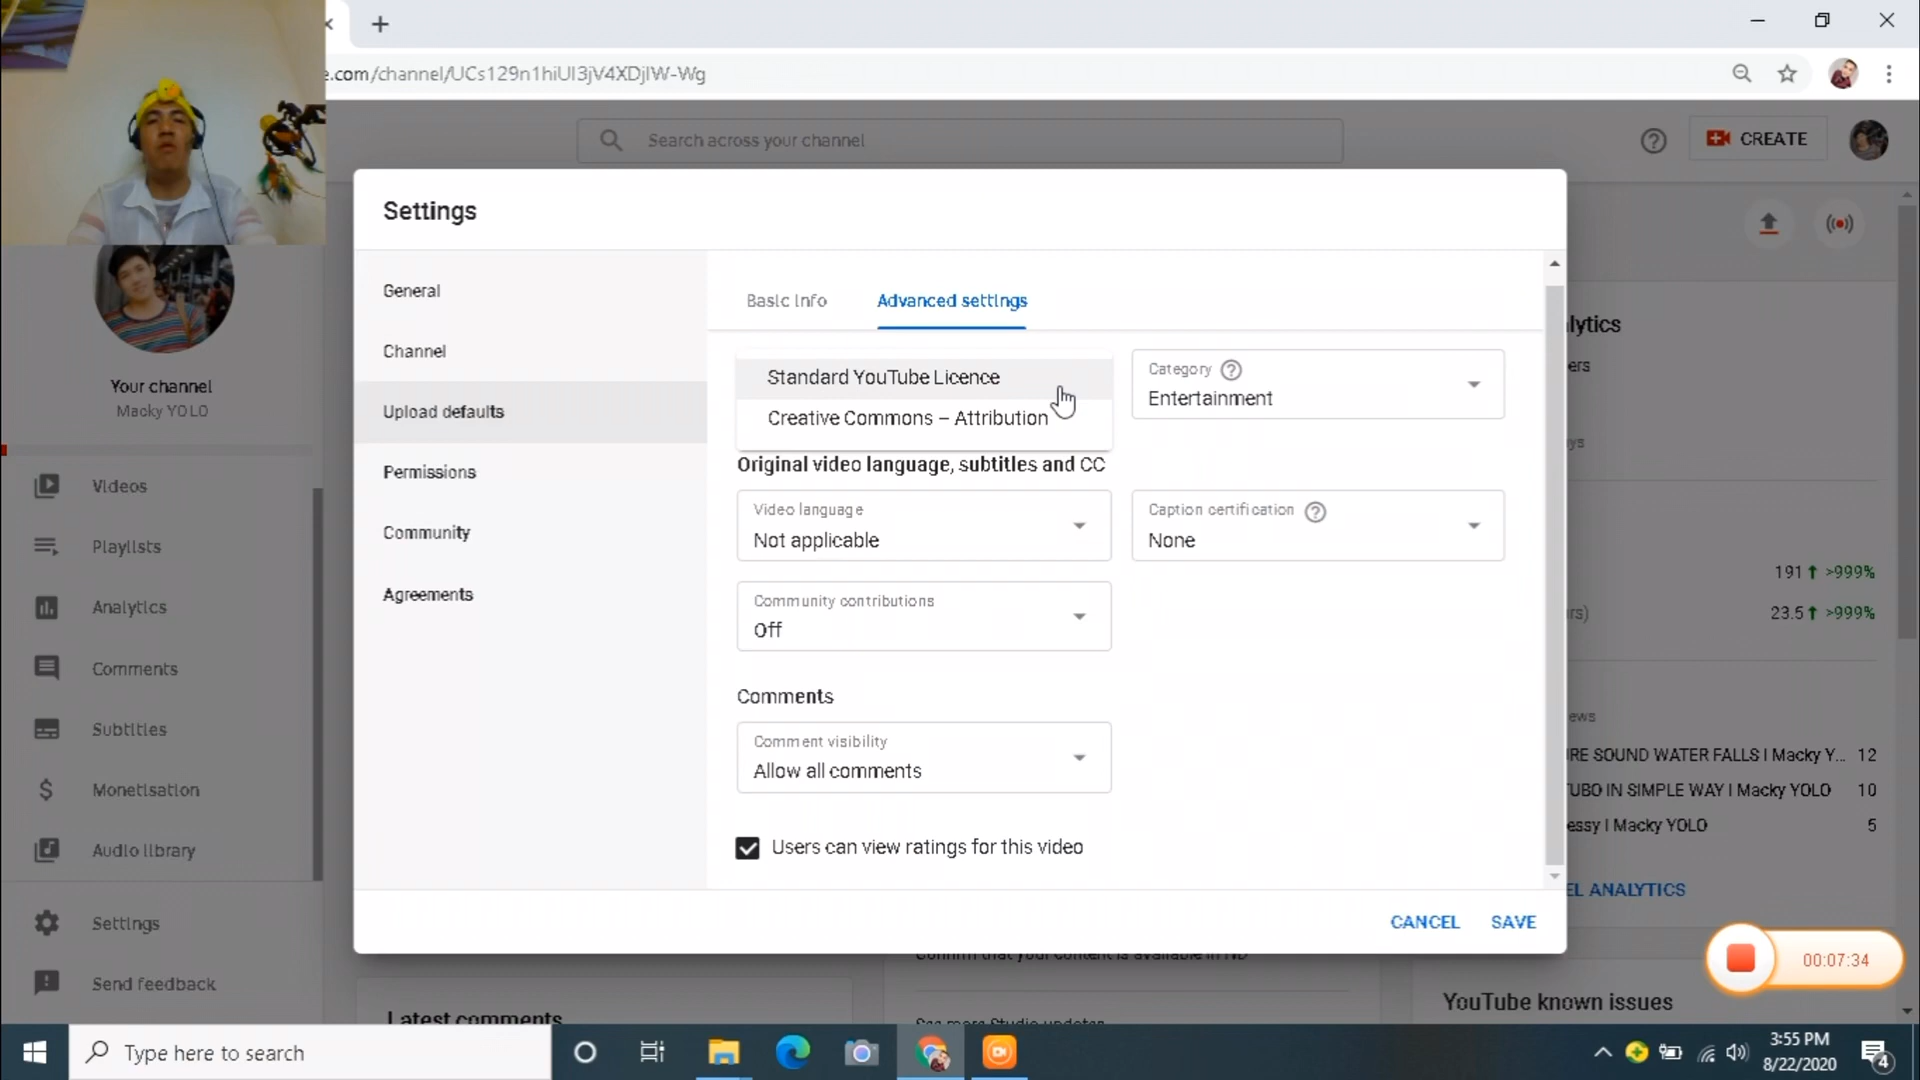 e.com/channel/UCs129n1hiUI3jV4XDjIW-Wg
Search across your channel
CREATE
Settings
General
Channel
Upload defaults
Permissions
Community
Agreements
Basic info
Advanced settings
Standard YouTube Licence
Creative Commons – Attribution
Category
Entertainment
Original video language, subtitles and CC
Video language
Not applicable
Caption certification
None
Community contributions
Off
Comments
Comment visibility
Allow all comments
Users can view ratings for this video
CANCEL
SAVE
Your channel
Macky YOLO
Videos
Playlists
Analytics
Comments
Subtitles
Monetisation
Audio library
Settings
Send feedback
lytics
ers
191 >999%
23.5 >999%
ews
RE SOUND WATER FALLS I Macky Y... 12
UBO IN SIMPLE WAY I Macky YOLO 10
essy I Macky YOLO 5
EL ANALYTICS
00:07:34
Latest comments
YouTube known issues
Type here to search
3:55 PM
8/22/2020
4